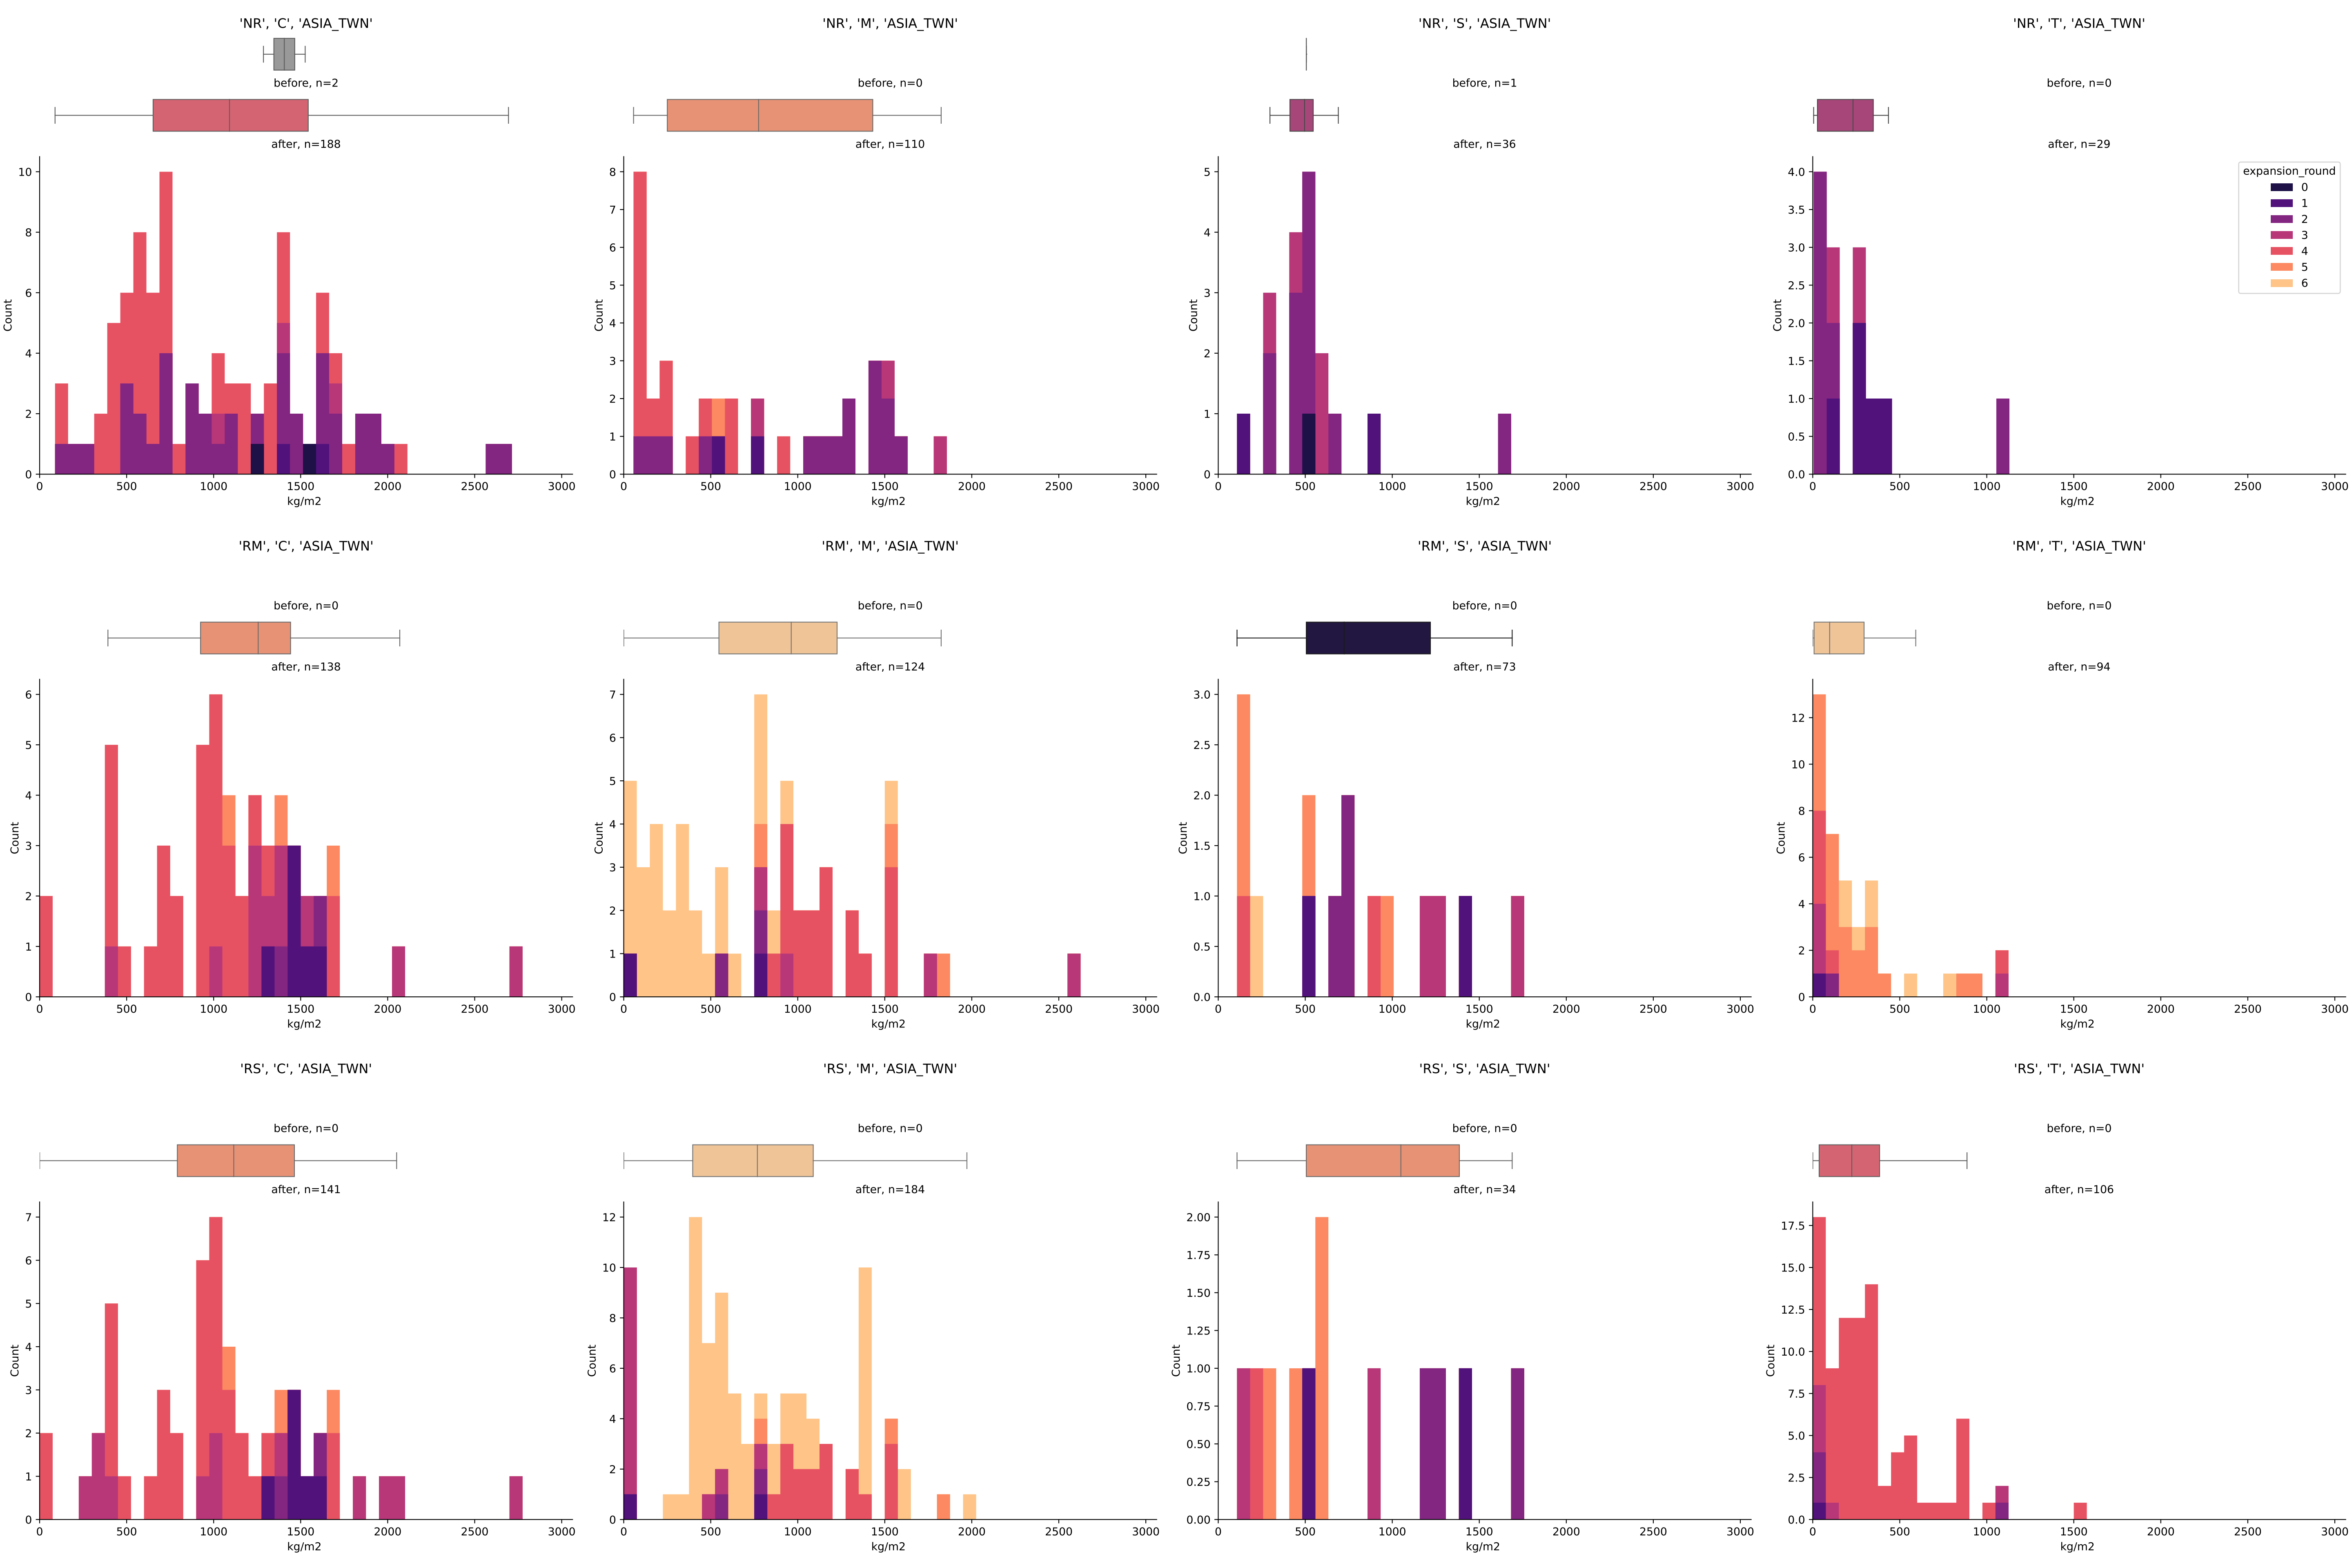 'NR', 'C', 'ASIA_TWN'
before, n=2
after, n=188
Count
10
8
6
4
2
0
0 500 1000 1500 2000 2500 3000
kg/m2
'NR', 'M', 'ASIA_TWN'
before, n=0
after, n=110
Count
8
7
6
5
4
3
2
1
0
0 500 1000 1500 2000 2500 3000
kg/m2
'NR', 'S', 'ASIA_TWN'
before, n=1
after, n=36
Count
5
4
3
2
1
0
0 500 1000 1500 2000 2500 3000
kg/m2
'NR', 'T', 'ASIA_TWN'
before, n=0
after, n=29
Count
4.0
3.5
3.0
2.5
2.0
1.5
1.0
0.5
0.0
0 500 1000 1500 2000 2500 3000
kg/m2
expansion_round
0
1
2
3
4
5
6
'RM', 'C', 'ASIA_TWN'
before, n=0
after, n=138
Count
6
5
4
3
2
1
0
0 500 1000 1500 2000 2500 3000
kg/m2
'RM', 'M', 'ASIA_TWN'
before, n=0
after, n=124
Count
7
6
5
4
3
2
1
0
0 500 1000 1500 2000 2500 3000
kg/m2
'RM', 'S', 'ASIA_TWN'
before, n=0
after, n=73
Count
3.0
2.5
2.0
1.5
1.0
0.5
0.0
0 500 1000 1500 2000 2500 3000
kg/m2
'RM', 'T', 'ASIA_TWN'
before, n=0
after, n=94
Count
12
10
8
6
4
2
0
0 500 1000 1500 2000 2500 3000
kg/m2
'RS', 'C', 'ASIA_TWN'
before, n=0
after, n=141
Count
7
6
5
4
3
2
1
0
0 500 1000 1500 2000 2500 3000
kg/m2
'RS', 'M', 'ASIA_TWN'
before, n=0
after, n=184
Count
12
10
8
6
4
2
0
0 500 1000 1500 2000 2500 3000
kg/m2
'RS', 'S', 'ASIA_TWN'
before, n=0
after, n=34
Count
2.00
1.75
1.50
1.25
1.00
0.75
0.50
0.25
0.00
0 500 1000 1500 2000 2500 3000
kg/m2
'RS', 'T', 'ASIA_TWN'
before, n=0
after, n=106
Count
17.5
15.0
12.5
10.0
7.5
5.0
2.5
0.0
0 500 1000 1500 2000 2500 3000
kg/m2